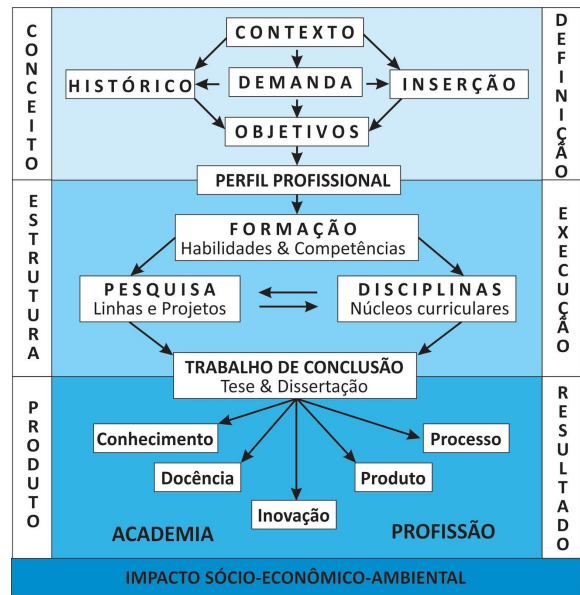 CONCEITO
DEFINIÇÃO
CONTEXTO
HISTÓRICO
DEMANDA
INSERÇÃO
OBJETIVOS
PERFIL PROFISSIONAL
ESTRUTURA
EXECUÇÃO
FORMAÇÃO
Habilidades & Competências
PESQUISA
Linhas e Projetos
DISCIPLINAS
Núcleos curriculares
TRABALHO DE CONCLUSÃO
Tese & Dissertação
PRODUTO
RESULTADO
Conhecimento
Processo
Docência
Produto
Inovação
ACADEMIA
PROFISSÃO
IMPACTO SÓCIO-ECONÔMICO-AMBIENTAL